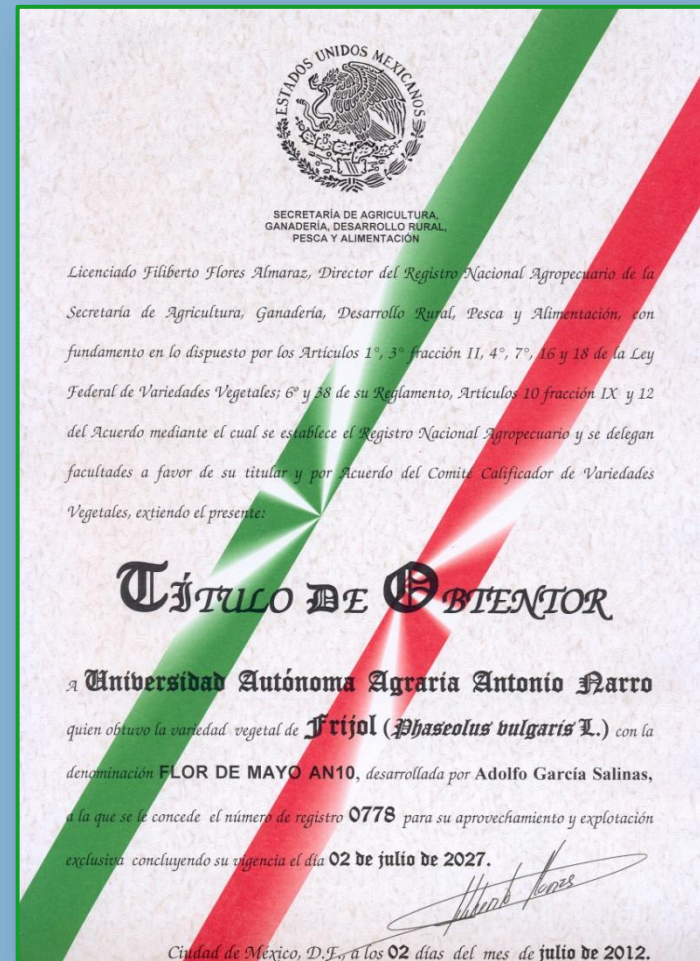 ESTADOS UNIDOS MEXICANOS
SECRETARÍA DE AGRICULTURA,
GANADERÍA, DESARROLLO RURAL,
PESCA Y ALIMENTACIÓN
Licenciado Filiberto Flores Almaraz, Director del Registro Nacional Agropecuario de la
Secretaría de Agricultura, Ganadería, Desarrollo Rural, Pesca y Alimentación, con
fundamento en lo dispuesto por los Artículos 1°, 3° fracción II, 4°, 7°, 16 y 18 de la Ley
Federal de Variedades Vegetales; 6° y 38 de su Reglamento, Artículos 10 fracción IX y 12
del Acuerdo mediante el cual se establece el Registro Nacional Agropecuario y se delegan
facultades a favor de su titular y por Acuerdo del Comité Calificador de Variedades
Vegetales, extiendo el presente:
TÍTULO DE OBTENTOR
A Universidad Autónoma Agraria Antonio Narro
quien obtuvo la variedad vegetal de Frijol (Phaseolus vulgaris L.) con la
denominación FLOR DE MAYO AN10, desarrollada por Adolfo García Salinas,
a la que se le concede el número de registro 0778 para su aprovechamiento y explotación
exclusiva concluyendo su vigencia el día 02 de julio de 2027.
Filiberto Flores
Ciudad de México, D.F., a los 02 días del mes de julio de 2012.